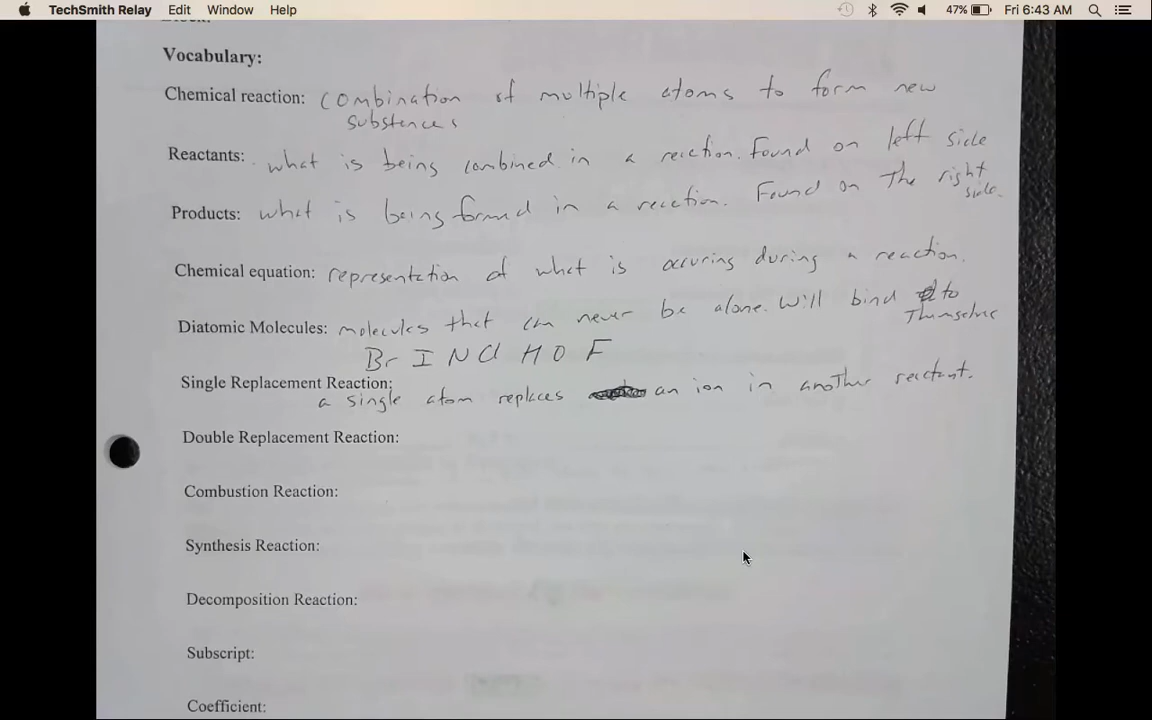 TechSmith Relay Edit Window Help 47% Fri 6:43 AM
Vocabulary:
Chemical reaction: combination of multiple atoms to form new
substences
Reactants: what is being combined in a reaction. Found on left side
Products: what is being formed in a reaction. Found on the right
side.
Chemical equation: representation of what is occuring during a reaction.
Diatomic Molecules: molecules that can never be alone. Will bind to
Themselves
Br I N Cl H O F
Single Replacement Reaction:
a single atom replaces an ion in another reactant.
Double Replacement Reaction:
Combustion Reaction:
Synthesis Reaction:
Decomposition Reaction:
Subscript:
Coefficient: